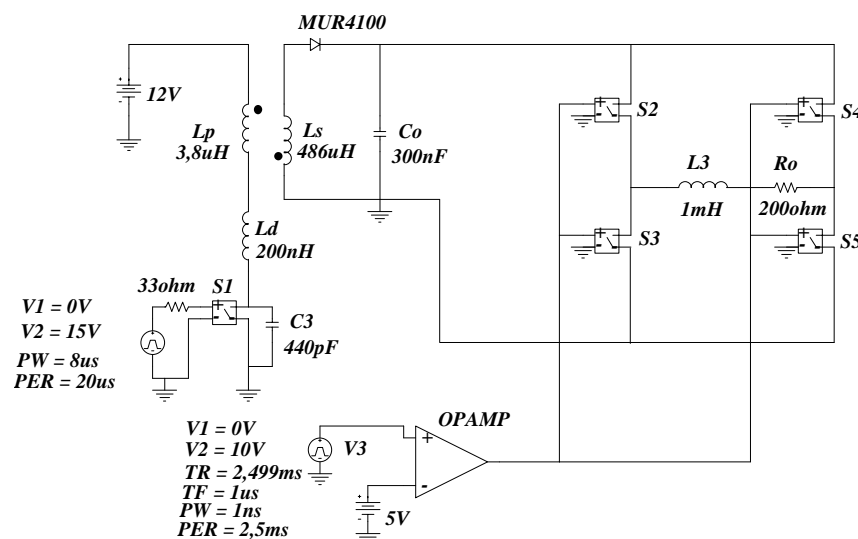 MUR4100
12V
Lp
3,8uH
Ls
486uH
Co
300nF
S2
S4
L3
1mH
Ro
200ohm
S3
S5
Ld
200nH
33ohm
S1
V1 = 0V
V2 = 15V
PW = 8us
PER = 20us
C3
440pF
OPAMP
V1 = 0V
V2 = 10V
TR = 2,499ms
TF = 1us
PW = 1ns
PER = 2,5ms
V3
5V